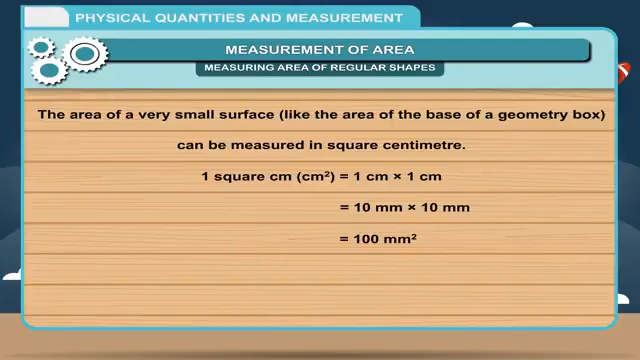 PHYSICAL QUANTITIES AND MEASUREMENT
MEASUREMENT OF AREA
MEASURING AREA OF REGULAR SHAPES
The area of a very small surface (like the area of the base of a geometry box)
can be measured in square centimetre.
1 square cm (cm²) = 1 cm × 1 cm
= 10 mm × 10 mm
= 100 mm²